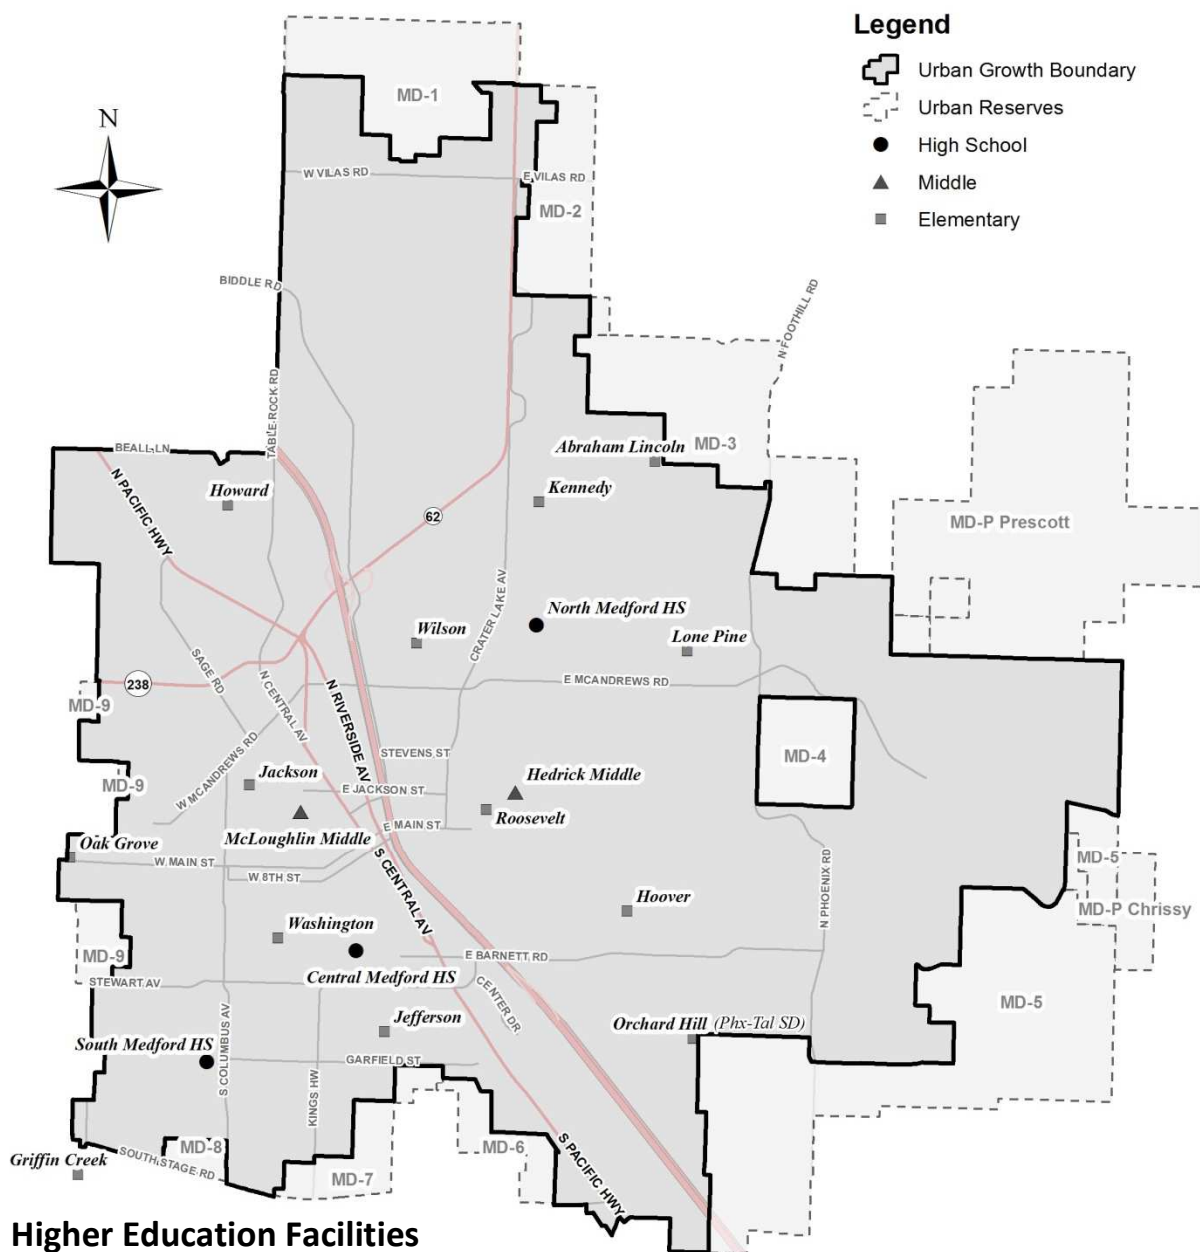 Legend
Urban Growth Boundary
Urban Reserves
High School
Middle
Elementary
N
MD-1
W VILAS RD
E VILAS RD
MD-2
BIDDLE RD
N FOOTHILL RD
TABLE ROCK RD
BEALL LN
Abraham Lincoln
MD-3
N PACIFIC HWY
Howard
Kennedy
62
MD-P Prescott
CRATER LAKE AV
North Medford HS
Wilson
Lone Pine
SAGE RD
N CENTRAL AV
E MCANDREWS RD
238
MD-9
N RIVERSIDE AV
STEVENS ST
MD-4
W MCANDREWS RD
Jackson
Hedrick Middle
MD-9
E JACKSON ST
Roosevelt
E MAIN ST
McLoughlin Middle
Oak Grove
W MAIN ST
W 8TH ST
S CENTRAL AV
N PHOENIX RD
MD-5
Hoover
MD-P Chrissy
Washington
MD-9
E BARNETT RD
STEWART AV
Central Medford HS
CENTER DR
MD-5
Jefferson
Orchard Hill (Phx-Tal SD)
South Medford HS
S COLUMBUS AV
GARFIELD ST
KINGS HW
MD-8
MD-6
Griffin Creek
SOUTH STAGE RD
MD-7
S PACIFIC HWY
Higher Education Facilities